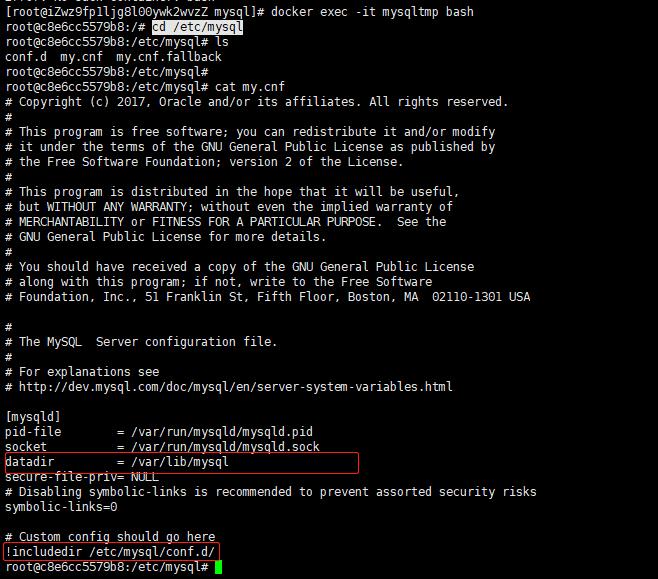 [root@iZwz9fp1ljg8l00ywk2wvzZ mysql]# docker exec -it mysqltmp bash
root@c8e6cc5579b8:/# cd /etc/mysql
root@c8e6cc5579b8:/etc/mysql# ls
conf.d  my.cnf  my.cnf.fallback
root@c8e6cc5579b8:/etc/mysql#
root@c8e6cc5579b8:/etc/mysql# cat my.cnf
# Copyright (c) 2017, Oracle and/or its affiliates. All rights reserved.
#
# This program is free software; you can redistribute it and/or modify
# it under the terms of the GNU General Public License as published by
# the Free Software Foundation; version 2 of the License.
#
# This program is distributed in the hope that it will be useful,
# but WITHOUT ANY WARRANTY; without even the implied warranty of
# MERCHANTABILITY or FITNESS FOR A PARTICULAR PURPOSE.  See the
# GNU General Public License for more details.
#
# You should have received a copy of the GNU General Public License
# along with this program; if not, write to the Free Software
# Foundation, Inc., 51 Franklin St, Fifth Floor, Boston, MA  02110-1301 USA
#
# The MySQL  Server configuration file.
#
# For explanations see
# http://dev.mysql.com/doc/mysql/en/server-system-variables.html
[mysqld]
pid-file        = /var/run/mysqld/mysqld.pid
socket          = /var/run/mysqld/mysqld.sock
datadir         = /var/lib/mysql
secure-file-priv= NULL
# Disabling symbolic-links is recommended to prevent assorted security risks
symbolic-links=0
# Custom config should go here
!includedir /etc/mysql/conf.d/
root@c8e6cc5579b8:/etc/mysql#